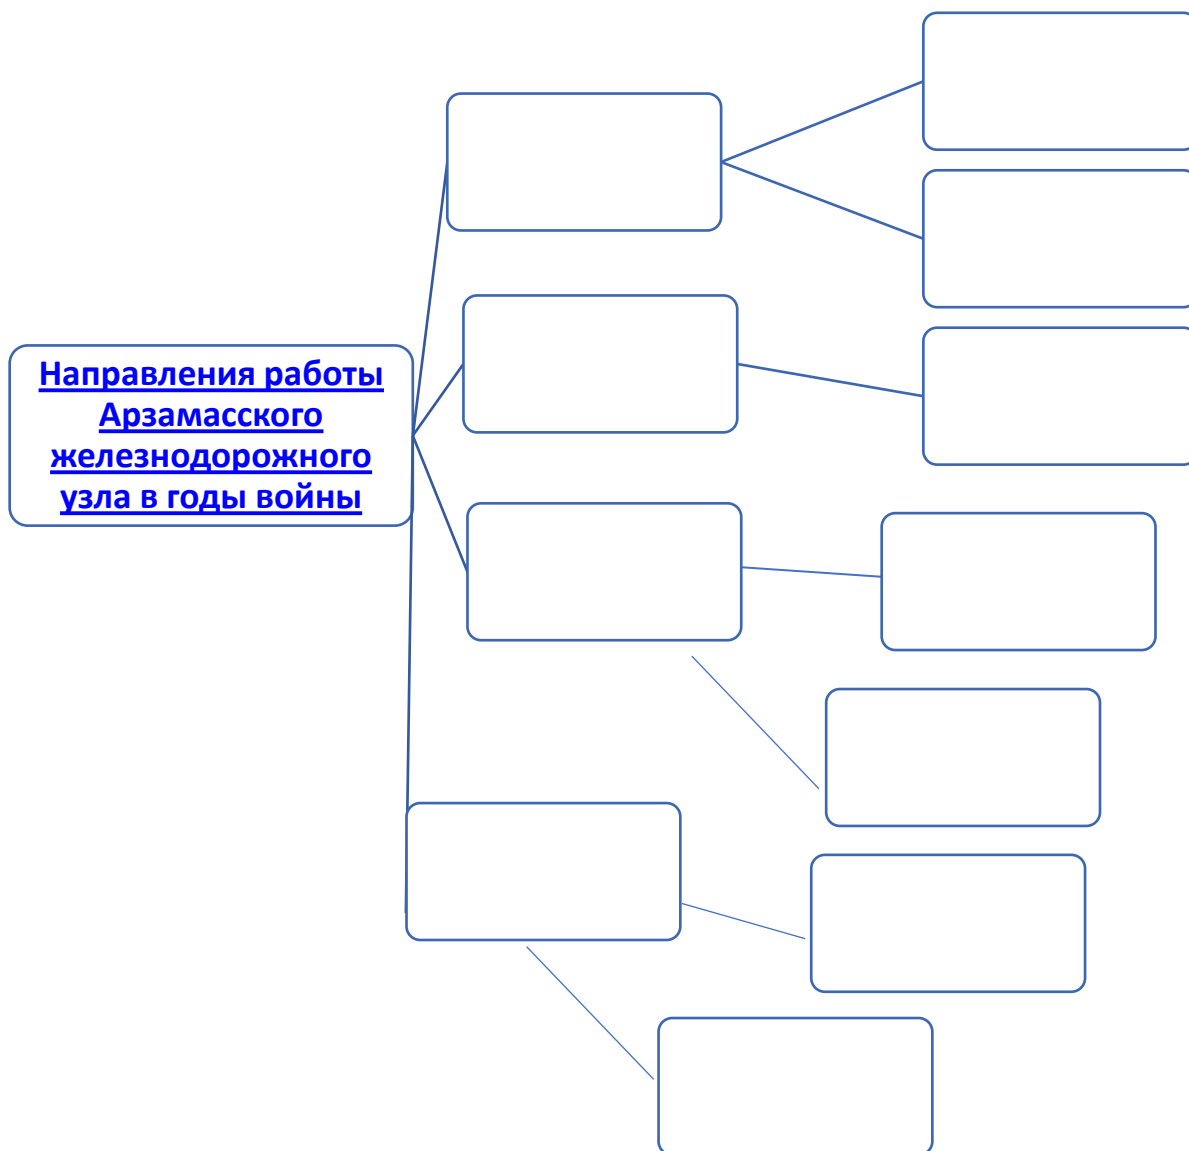 Направления работы
Арзамасского
железнодорожного
узла в годы войны